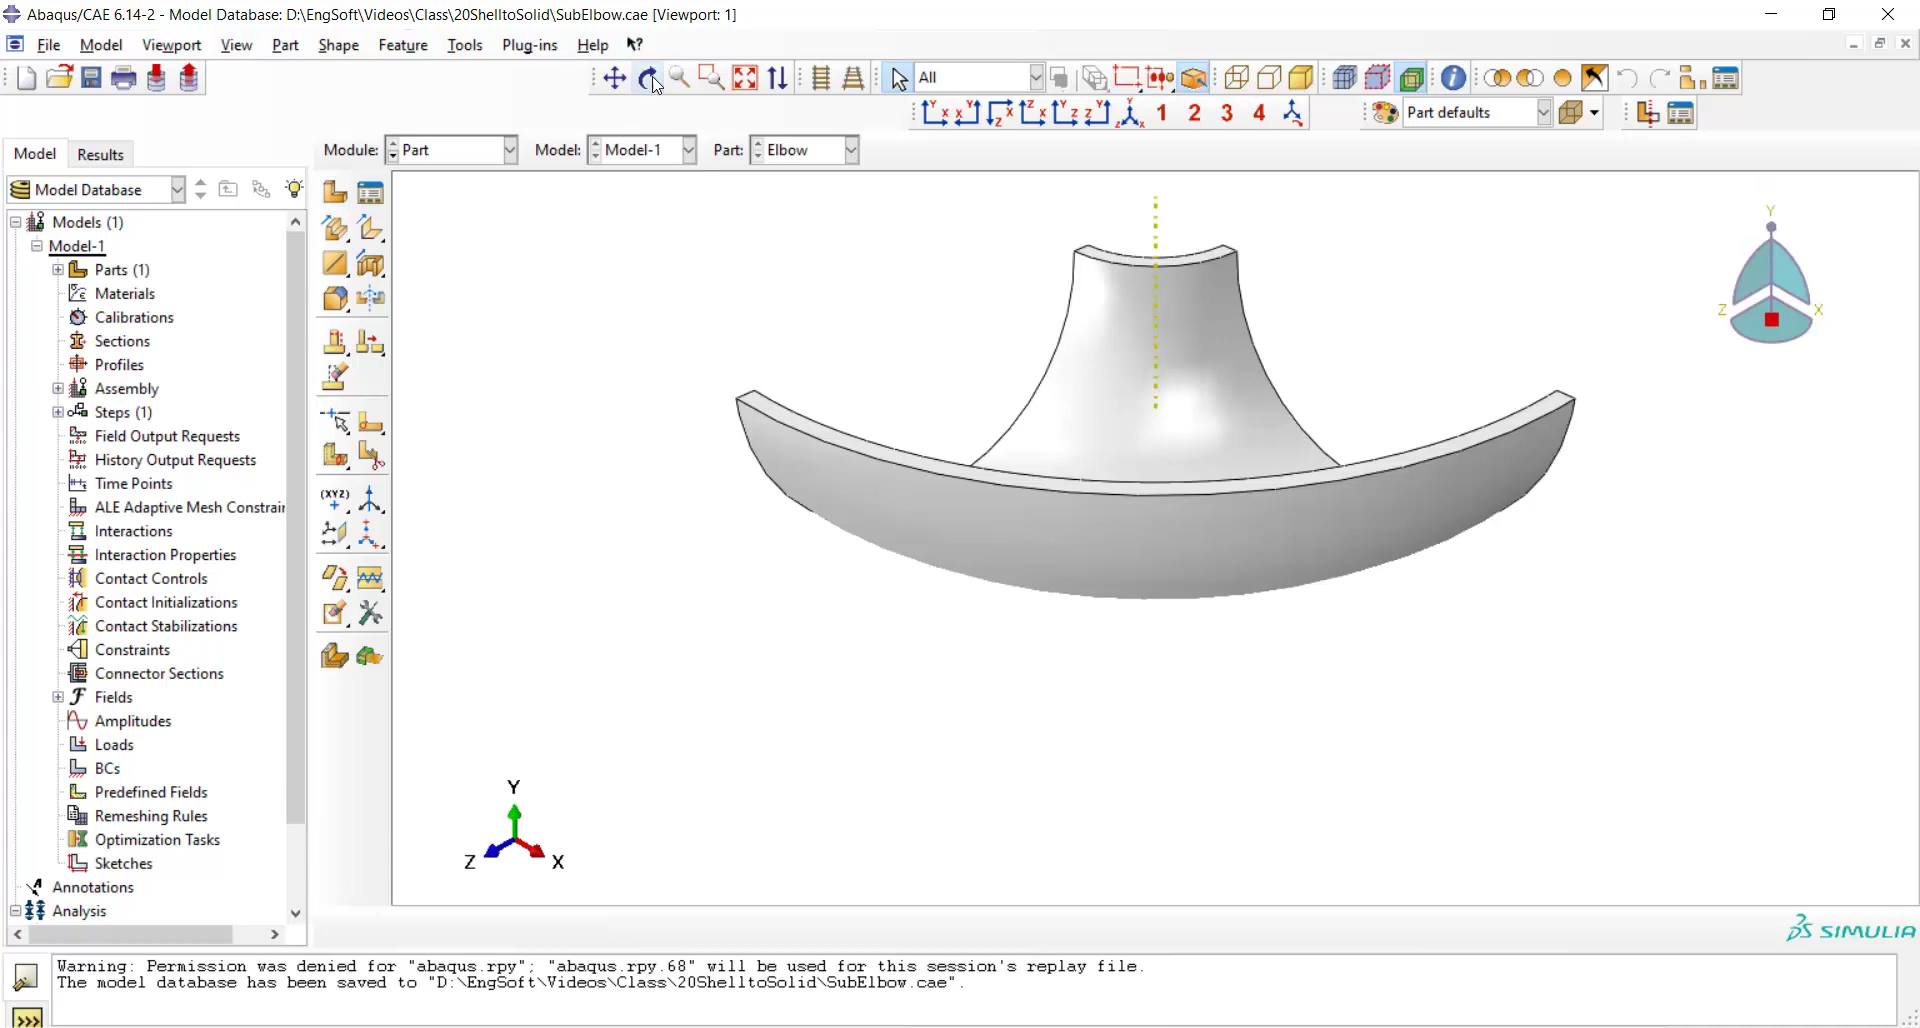 Abaqus/CAE 6.14-2 - Model Database: D:\EngSoft\Videos\Class\20ShelltoSolid\SubElbow.cae [Viewport: 1]
File Model Viewport View Part Shape Feature Tools Plug-ins Help
All
1 2 3 4 Part defaults
Model Results
Module: Part Model: Model-1 Part: Elbow
Model Database
Models (1)
Model-1
Parts (1)
Materials
Calibrations
Sections
Profiles
Assembly
Steps (1)
Field Output Requests
History Output Requests
Time Points
ALE Adaptive Mesh Constrain
Interactions
Interaction Properties
Contact Controls
Contact Initializations
Contact Stabilizations
Constraints
Connector Sections
Fields
Amplitudes
Loads
BCs
Predefined Fields
Remeshing Rules
Optimization Tasks
Sketches
Annotations
Analysis
(XYZ)
Y
Z X
Y
Z X
SIMULIA
Warning: Permission was denied for "abaqus.rpy"; "abaqus.rpy.68" will be used for this session's replay file.
The model database has been saved to "D:\EngSoft\Videos\Class\20ShelltoSolid\SubElbow.cae".
>>>